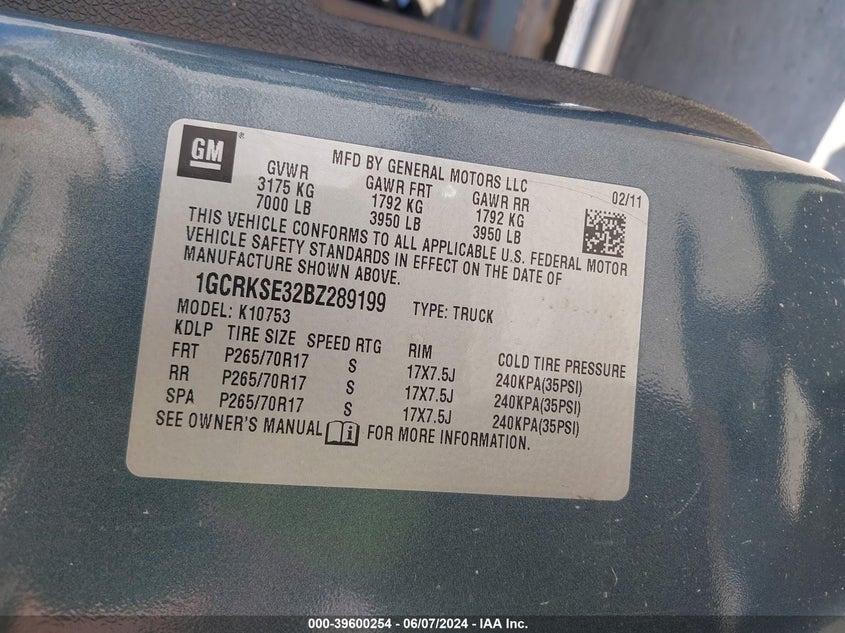 GM®
MFD BY GENERAL MOTORS LLC
02/11
GVWR GAWR FRT GAWR RR
3175 KG 1792 KG 1792 KG
7000 LB 3950 LB 3950 LB
THIS VEHICLE CONFORMS TO ALL APPLICABLE U.S. FEDERAL MOTOR
VEHICLE SAFETY STANDARDS IN EFFECT ON THE DATE OF
MANUFACTURE SHOWN ABOVE.
1GCRKSE32BZ289199 TYPE: TRUCK
MODEL: K10753
KDLP TIRE SIZE SPEED RTG RIM COLD TIRE PRESSURE
FRT P265/70R17 S 17X7.5J 240KPA(35PSI)
RR P265/70R17 S 17X7.5J 240KPA(35PSI)
SPA P265/70R17 S 17X7.5J 240KPA(35PSI)
SEE OWNER'S MANUAL i FOR MORE INFORMATION.
000-39600254 - 06/07/2024 - IAA Inc.